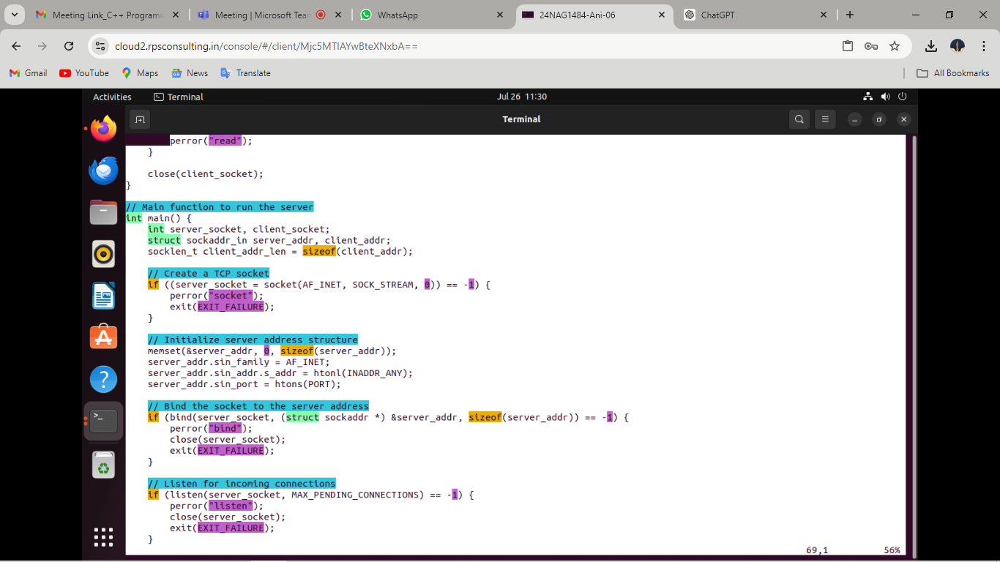 Meeting Link_C++ Program
Meeting | Microsoft Tean
WhatsApp
24NAG1484-Ani-06
ChatGPT
cloud2.rpsconsulting.in/console/#/client/Mjc5MTIAYwBteXNxbA==
Gmail
YouTube
Maps
News
Translate
All Bookmarks
Activities
Terminal
Jul 26 11:30
Terminal
        perror("read");
    }

    close(client_socket);
}

// Main function to run the server
int main() {
    int server_socket, client_socket;
    struct sockaddr_in server_addr, client_addr;
    socklen_t client_addr_len = sizeof(client_addr);

    // Create a TCP socket
    if ((server_socket = socket(AF_INET, SOCK_STREAM, 0)) == -1) {
        perror("socket");
        exit(EXIT_FAILURE);
    }

    // Initialize server address structure
    memset(&server_addr, 0, sizeof(server_addr));
    server_addr.sin_family = AF_INET;
    server_addr.sin_addr.s_addr = htonl(INADDR_ANY);
    server_addr.sin_port = htons(PORT);

    // Bind the socket to the server address
    if (bind(server_socket, (struct sockaddr *) &server_addr, sizeof(server_addr)) == -1) {
        perror("bind");
        close(server_socket);
        exit(EXIT_FAILURE);
    }

    // Listen for incoming connections
    if (listen(server_socket, MAX_PENDING_CONNECTIONS) == -1) {
        perror("listen");
        close(server_socket);
        exit(EXIT_FAILURE);
    }
69,1
56%